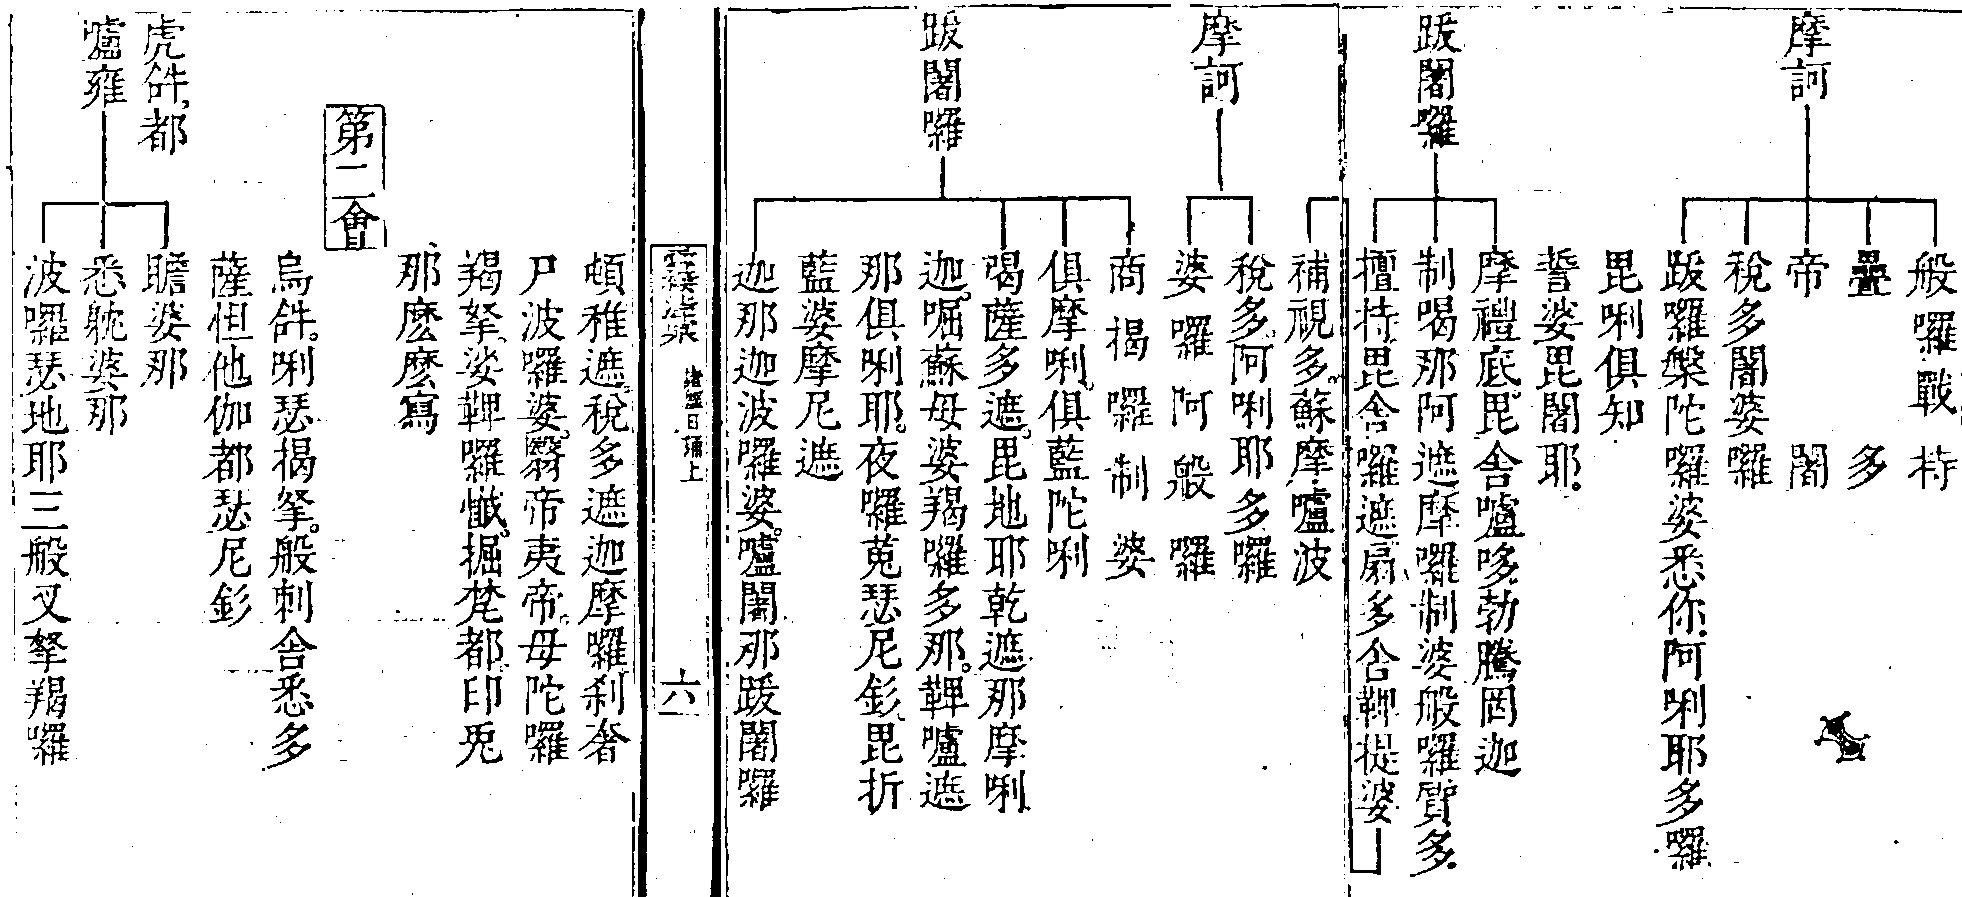 摩訶
般囉戰持
疊多
帝闍
稅多闍婆囉
跋囉槃陀囉婆悉你阿唎耶多囉
毘唎俱知
誓婆毘闍耶
跋闍囉
摩禮底毘舍嚧哆勃騰罔迦
制喝那阿遮摩囉制婆般囉質多
擅持毘舍囉遮扇多舍鞞提婆
補視多蘇摩嚧波
摩訶
稅多阿唎耶多囉
婆囉阿般囉
跋闍囉
商揭囉制婆
俱摩唎俱藍陀唎
喝薩多遮毘地耶乾遮那摩唎
迦啒蘇母婆羯囉多那鞞嚧遮
那俱唎耶夜囉菟瑟尼釤毘折
藍婆摩尼遮
迦那迦波囉婆嚧闍那跋闍囉
諸經日誦上
六
頓稚遮稅多遮迦摩囉剎奢
尸波囉婆翳帝夷帝母陀囉
羯拏娑鞞囉懺掘梵都印兎
那麼麼寫
第二會
烏𤙖唎瑟揭拏般剌舍悉多
薩怛他伽都瑟尼釤
虎𤙖都
嚧雍
瞻婆那
悉耽婆那
波囉瑟地耶三般叉拏羯囉